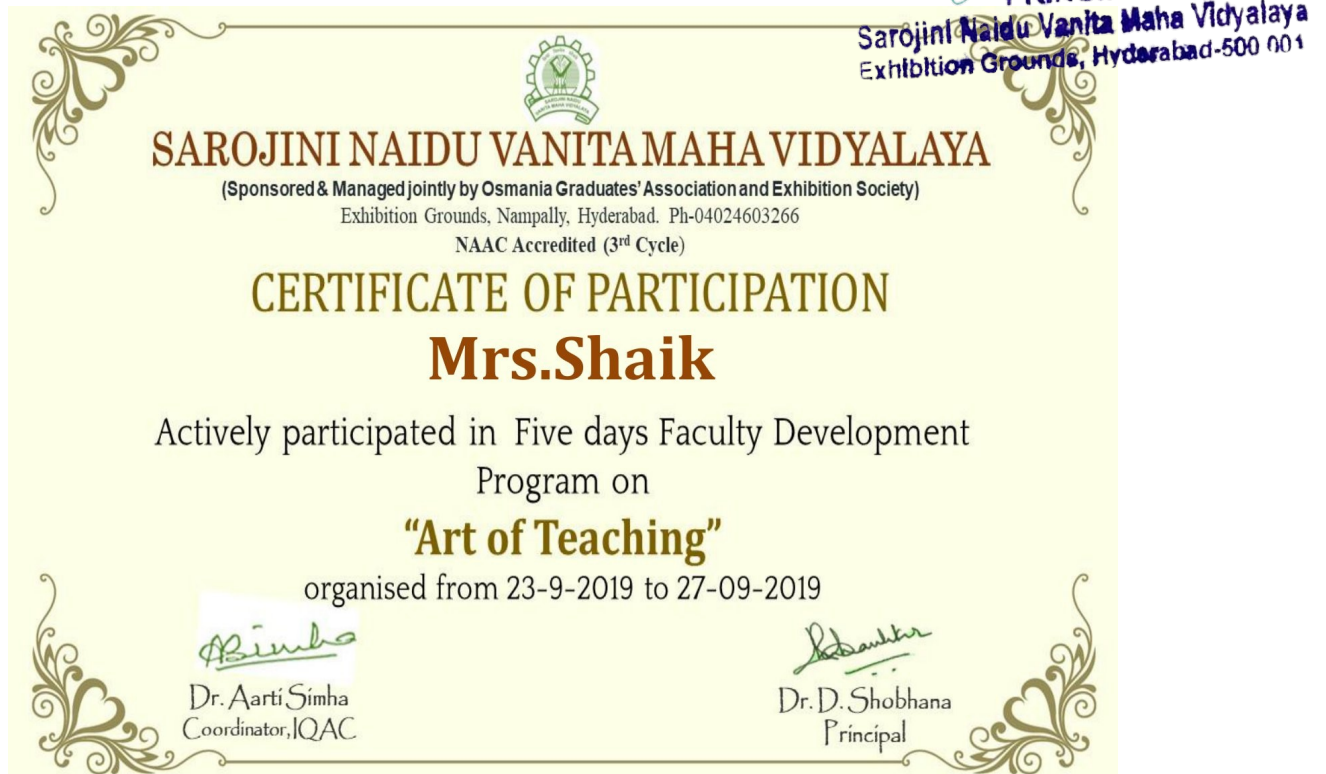 Sarojini Naidu Vanita Maha Vidyalaya
Exhibition Grounds, Hyderabad-500 001
SAROJINI NAIDU VANITA MAHA VIDYALAYA
(Sponsored & Managed jointly by Osmania Graduates' Association and Exhibition Society)
Exhibition Grounds, Nampally, Hyderabad. Ph-04024603266
NAAC Accredited (3rd Cycle)
CERTIFICATE OF PARTICIPATION
Mrs.Shaik
Actively participated in Five days Faculty Development
Program on
“Art of Teaching”
organised from 23-9-2019 to 27-09-2019
ASimha
Dr. Aarti Simha
Coordinator, IQAC
Dr. D. Shobhana
Principal